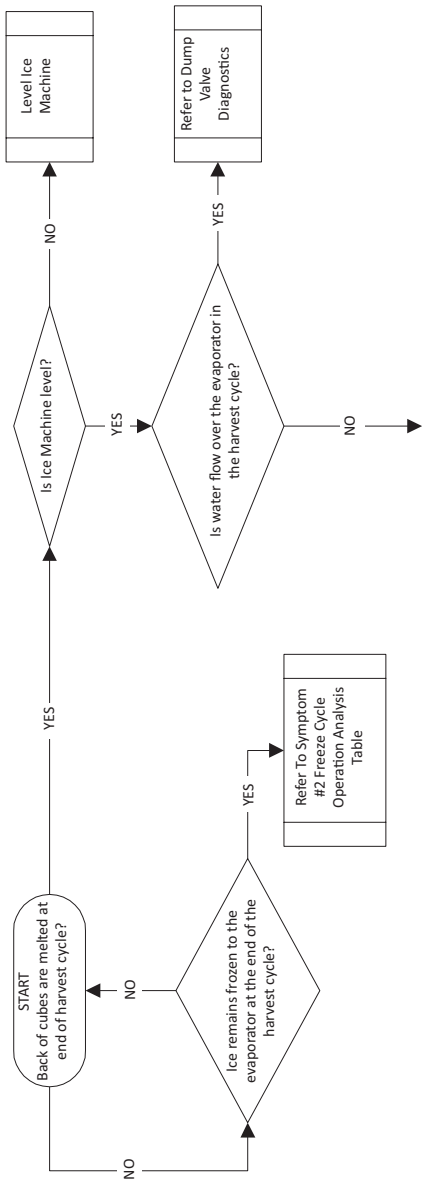 START
Back of cubes are melted at
end of harvest cycle?
YES
NO
Ice remains frozen to the
evaporator at the end of the
harvest cycle?
NO
YES
Refer To Symptom
#2 Freeze Cycle
Operation Analysis
Table
Is Ice Machine level?
NO
Level Ice
Machine
YES
Is water flow over the evaporator in
the harvest cycle?
YES
Refer to Dump
Valve
Diagnostics
NO